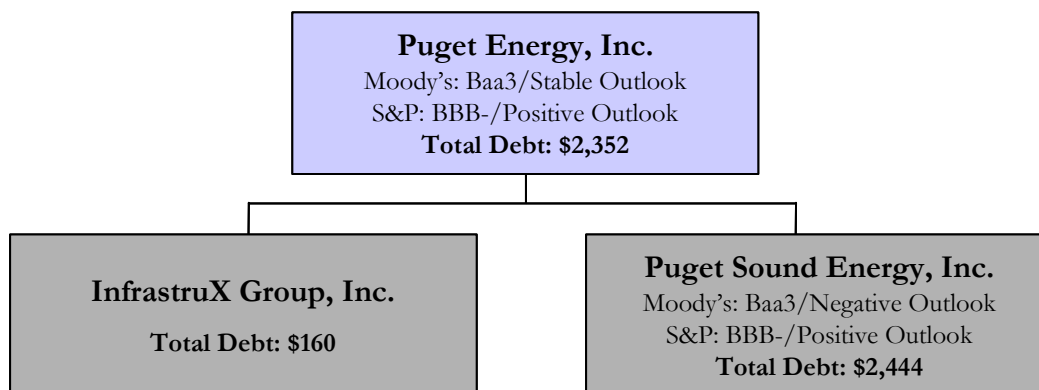 Puget Energy, Inc.
Moody's: Baa3/Stable Outlook
S&P: BBB-/Positive Outlook
Total Debt: $2,352
InfrastruX Group, Inc.
Total Debt: $160
Puget Sound Energy, Inc.
Moody's: Baa3/Negative Outlook
S&P: BBB-/Positive Outlook
Total Debt: $2,444